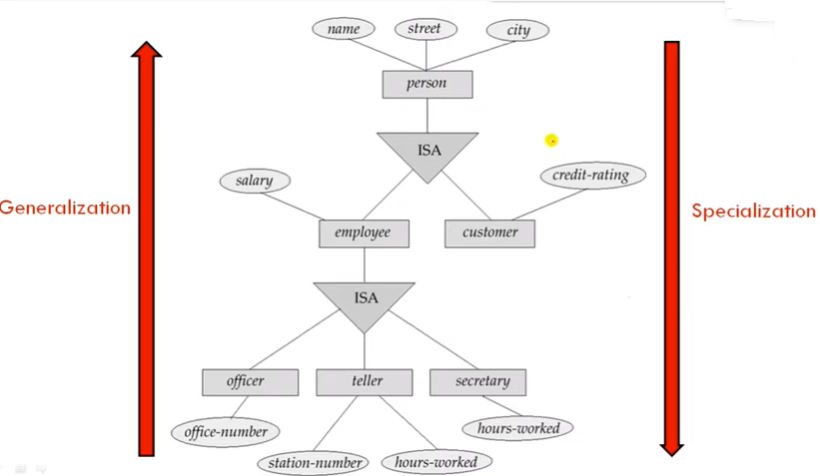 name
street
city
person
ISA
salary
credit-rating
Generalization
Specialization
employee
customer
ISA
officer
teller
secretary
office-number
hours-worked
station-number
hours-worked